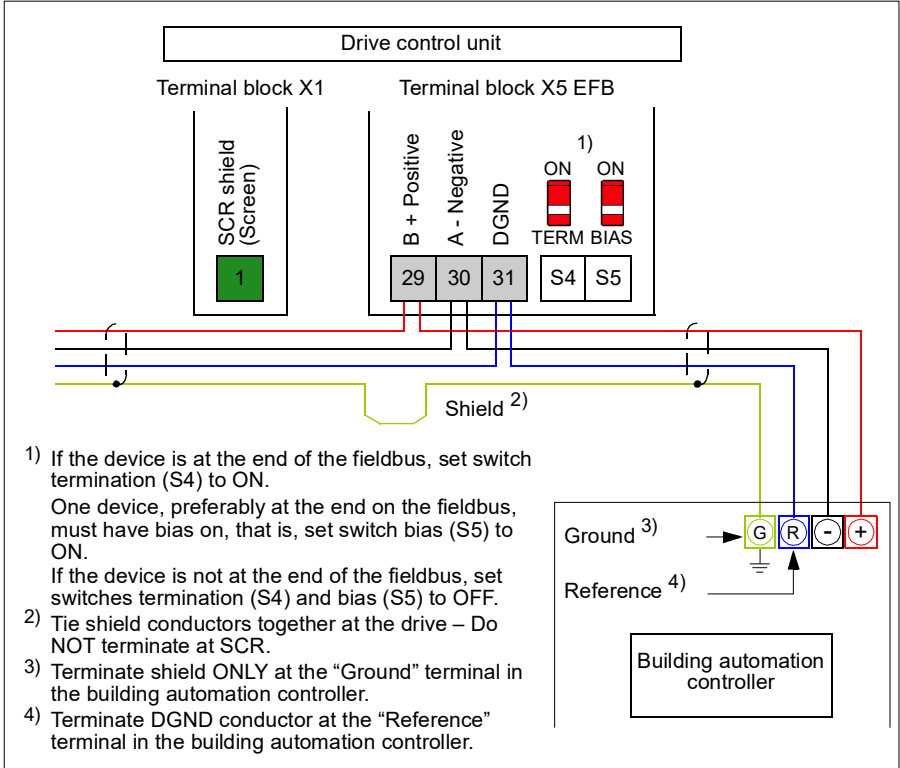 Drive control unit
Terminal block X1
Terminal block X5 EFB
SCR shield
(Screen)
1
B + Positive
A - Negative
DGND
1)
ON
ON
TERM
BIAS
29
30
31
S4
S5
Shield 2)
1) If the device is at the end of the fieldbus, set switch
termination (S4) to ON.
One device, preferably at the end on the fieldbus,
must have bias on, that is, set switch bias (S5) to
ON.
If the device is not at the end of the fieldbus, set
switches termination (S4) and bias (S5) to OFF.
2) Tie shield conductors together at the drive – Do
NOT terminate at SCR.
3) Terminate shield ONLY at the “Ground” terminal in
the building automation controller.
4) Terminate DGND conductor at the “Reference”
terminal in the building automation controller.
Ground 3)
G
R
-
+
Reference 4)
Building automation
controller